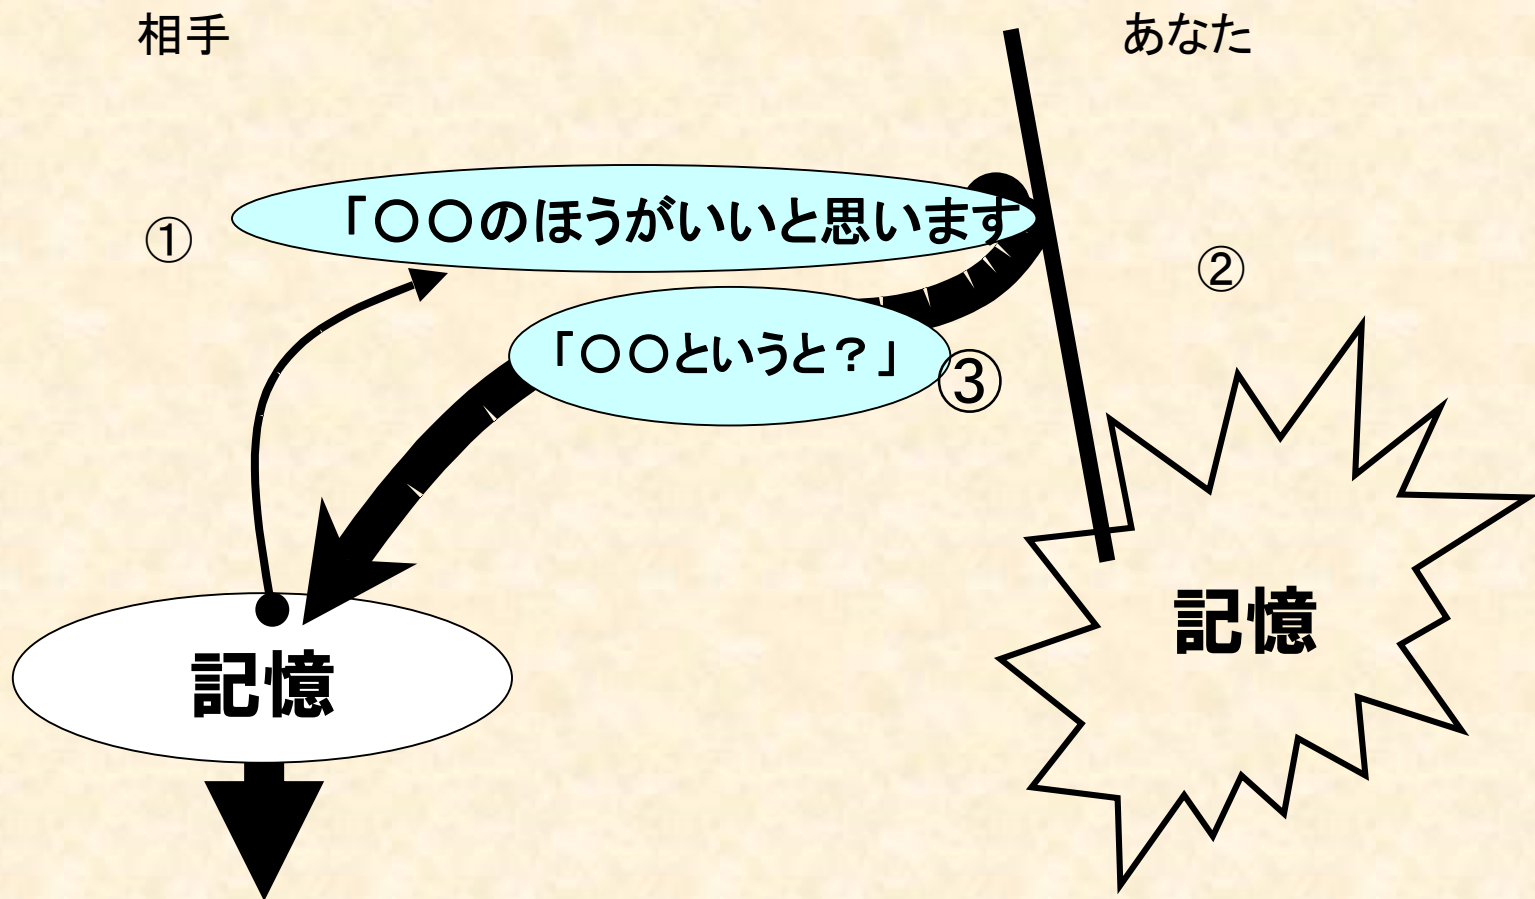 相手
あなた
①
「〇〇のほうがいいと思います
②
「〇〇というと？」
③
記憶
記憶